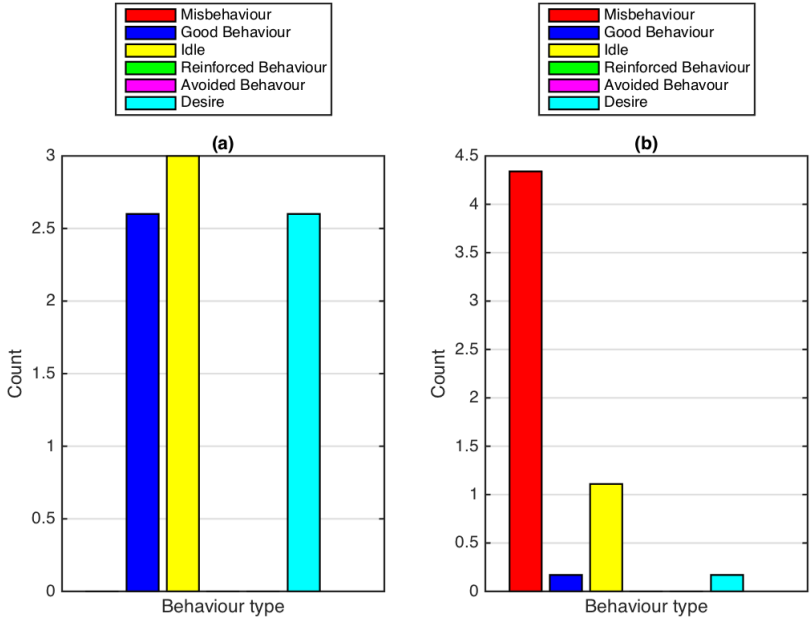 Misbehaviour
Good Behaviour
Idle
Reinforced Behaviour
Avoided Behavour
Desire
(a)
3
2.5
2
1.5
1
0.5
0
Count
Behaviour type
Misbehaviour
Good Behaviour
Idle
Reinforced Behaviour
Avoided Behavour
Desire
(b)
4.5
4
3.5
3
2.5
2
1.5
1
0.5
0
Count
Behaviour type